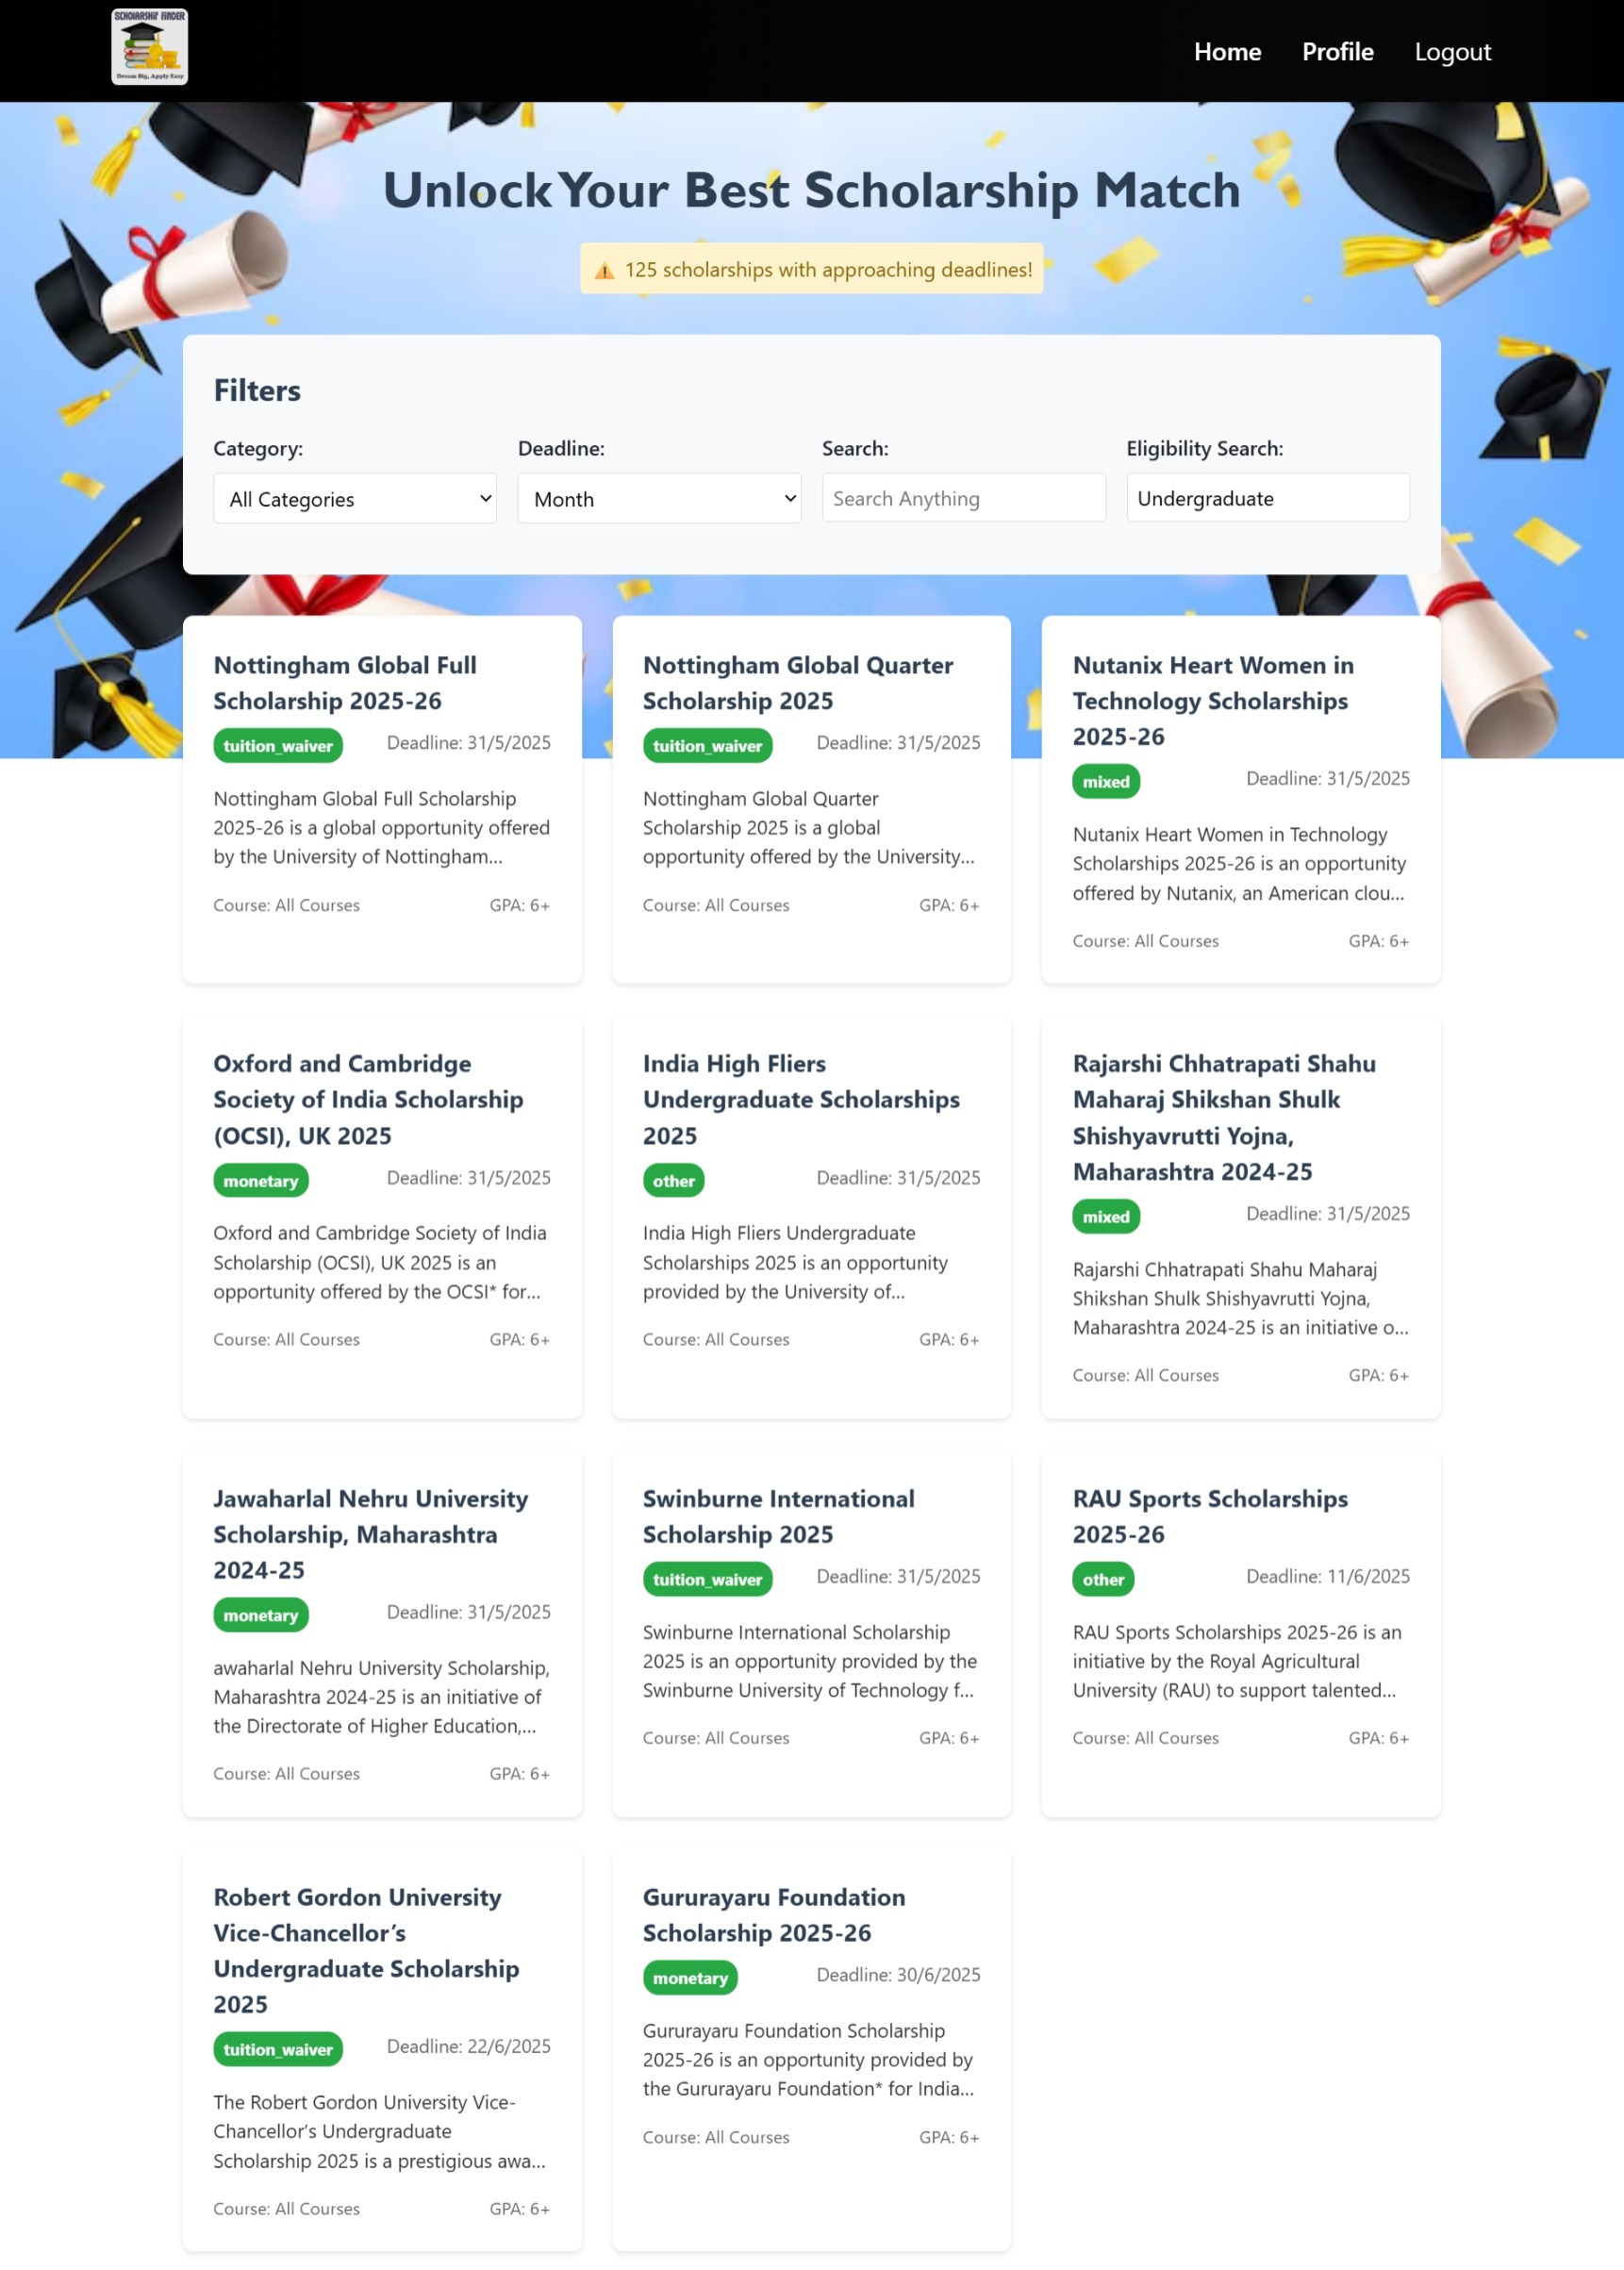 SCHOLARSHIP FINDER
Dream Big, Apply Easy
Home Profile Logout
Unlock Your Best Scholarship Match
⚠ 125 scholarships with approaching deadlines!
Filters
Category: Deadline: Search: Eligibility Search:
All Categories Month Search Anything Undergraduate
Nottingham Global Full
Scholarship 2025-26
tuition_waiver Deadline: 31/5/2025
Nottingham Global Full Scholarship
2025-26 is a global opportunity offered
by the University of Nottingham...
Course: All Courses GPA: 6+
Nottingham Global Quarter
Scholarship 2025
tuition_waiver Deadline: 31/5/2025
Nottingham Global Quarter
Scholarship 2025 is a global
opportunity offered by the University...
Course: All Courses GPA: 6+
Nutanix Heart Women in
Technology Scholarships
2025-26
mixed Deadline: 31/5/2025
Nutanix Heart Women in Technology
Scholarships 2025-26 is an opportunity
offered by Nutanix, an American clou...
Course: All Courses GPA: 6+
Oxford and Cambridge
Society of India Scholarship
(OCSI), UK 2025
monetary Deadline: 31/5/2025
Oxford and Cambridge Society of India
Scholarship (OCSI), UK 2025 is an
opportunity offered by the OCSI* for...
Course: All Courses GPA: 6+
India High Fliers
Undergraduate Scholarships
2025
other Deadline: 31/5/2025
India High Fliers Undergraduate
Scholarships 2025 is an opportunity
provided by the University of...
Course: All Courses GPA: 6+
Rajarshi Chhatrapati Shahu
Maharaj Shikshan Shulk
Shishyavrutti Yojna,
Maharashtra 2024-25
mixed Deadline: 31/5/2025
Rajarshi Chhatrapati Shahu Maharaj
Shikshan Shulk Shishyavrutti Yojna,
Maharashtra 2024-25 is an initiative o...
Course: All Courses GPA: 6+
Jawaharlal Nehru University
Scholarship, Maharashtra
2024-25
monetary Deadline: 31/5/2025
awaharlal Nehru University Scholarship,
Maharashtra 2024-25 is an initiative of
the Directorate of Higher Education,...
Course: All Courses GPA: 6+
Swinburne International
Scholarship 2025
tuition_waiver Deadline: 31/5/2025
Swinburne International Scholarship
2025 is an opportunity provided by the
Swinburne University of Technology f...
Course: All Courses GPA: 6+
RAU Sports Scholarships
2025-26
other Deadline: 11/6/2025
RAU Sports Scholarships 2025-26 is an
initiative by the Royal Agricultural
University (RAU) to support talented...
Course: All Courses GPA: 6+
Robert Gordon University
Vice-Chancellor’s
Undergraduate Scholarship
2025
tuition_waiver Deadline: 22/6/2025
The Robert Gordon University Vice-
Chancellor’s Undergraduate
Scholarship 2025 is a prestigious awa...
Course: All Courses GPA: 6+
Gururayaru Foundation
Scholarship 2025-26
monetary Deadline: 30/6/2025
Gururayaru Foundation Scholarship
2025-26 is an opportunity provided by
the Gururayaru Foundation* for India...
Course: All Courses GPA: 6+